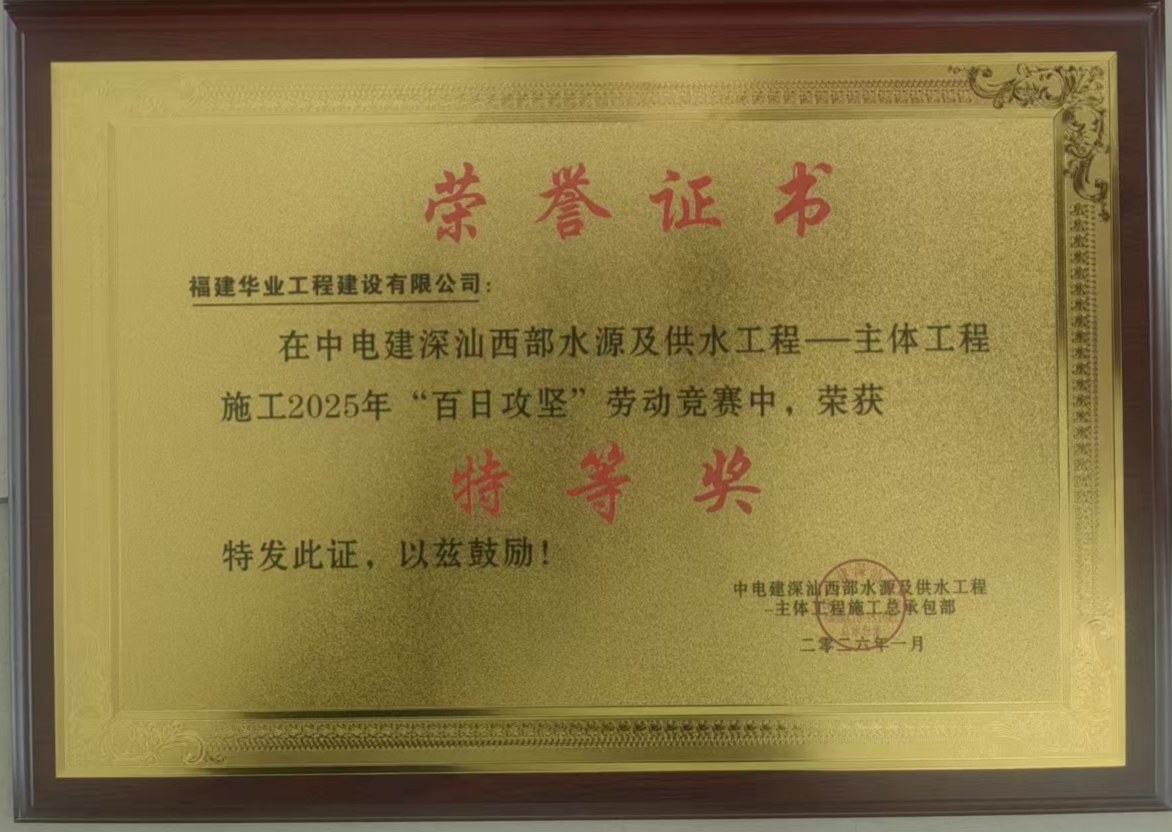 荣誉证书
福建华业工程建设有限公司：
在中电建深汕西部水源及供水工程——主体工程
施工2025年“百日攻坚”劳动竞赛中，荣获
特等奖
特发此证，以兹鼓励！
中电建深汕西部水源及供水工程
-主体工程施工总承包部
二零二六年一月